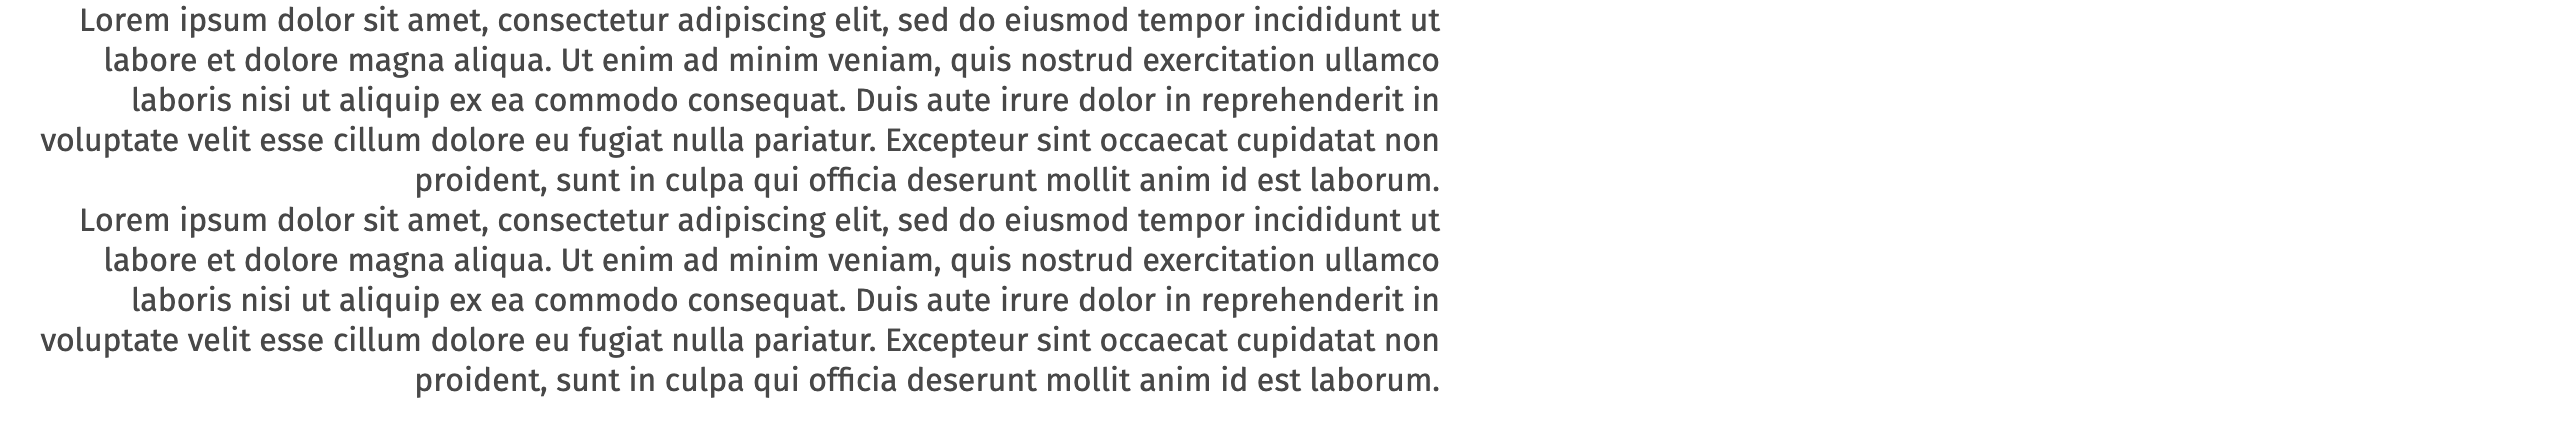 Lorem ipsum dolor sit amet, consectetur adipiscing elit, sed do eiusmod tempor incididunt ut
labore et dolore magna aliqua. Ut enim ad minim veniam, quis nostrud exercitation ullamco
laboris nisi ut aliquip ex ea commodo consequat. Duis aute irure dolor in reprehenderit in
voluptate velit esse cillum dolore eu fugiat nulla pariatur. Excepteur sint occaecat cupidatat non
proident, sunt in culpa qui officia deserunt mollit anim id est laborum.
Lorem ipsum dolor sit amet, consectetur adipiscing elit, sed do eiusmod tempor incididunt ut
labore et dolore magna aliqua. Ut enim ad minim veniam, quis nostrud exercitation ullamco
laboris nisi ut aliquip ex ea commodo consequat. Duis aute irure dolor in reprehenderit in
voluptate velit esse cillum dolore eu fugiat nulla pariatur. Excepteur sint occaecat cupidatat non
proident, sunt in culpa qui officia deserunt mollit anim id est laborum.